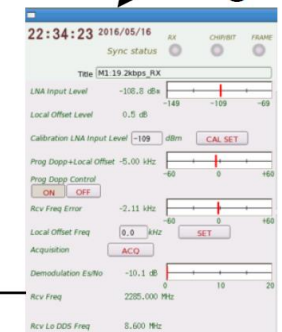 22:34:23 2016/05/16 RX CHIP/BIT FRAME
Sync status
Title M1.19.2kbps_RX
LNA Input Level -108.8 dBm
-149 -109 -69
Local Offset Level 0.5 dB
Calibration LNA Input Level -109 dBm CAL SET
Prog Dopp+Local Offset -5.00 kHz
-60 0 +60
Prog Dopp Control
ON OFF
Rcv Freq Error -2.11 kHz
-60 0 +60
Local Offset Freq 0.0 kHz SET
Acquisition ACQ
Demodulation Es/No -10.1 dB
0 10 20
Rcv Freq 2285.000 MHz
Rcv Lo DDS Freq 8.600 MHz